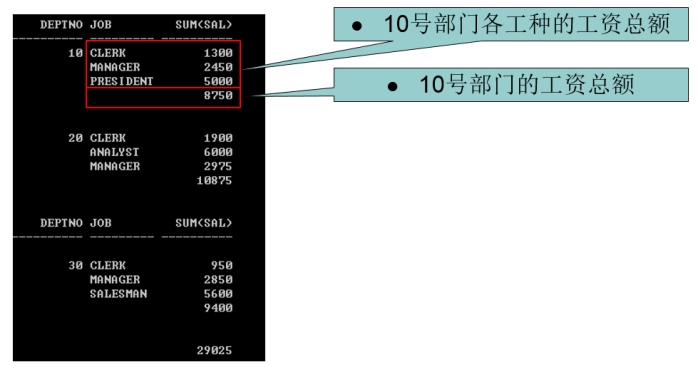 DEPTNO JOB SUM(SAL)
10 CLERK 1300
MANAGER 2450
PRESIDENT 5000
8750
20 CLERK 1900
ANALYST 6000
MANAGER 2975
10875
DEPTNO JOB SUM(SAL)
30 CLERK 950
MANAGER 2850
SALESMAN 5600
9400
29025
● 10号部门各工种的工资总额
● 10号部门的工资总额